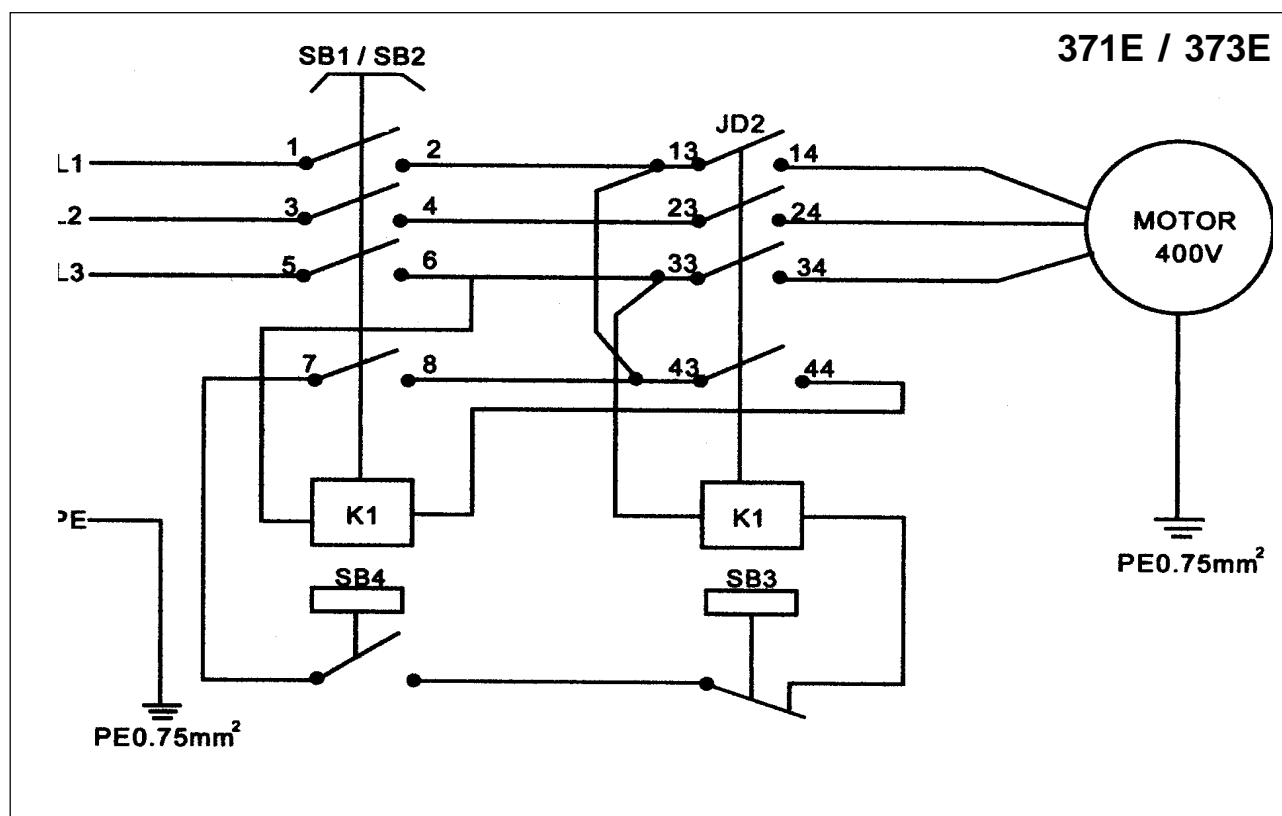 371E / 373E
SB1 / SB2
JD2
L1
1
2
13
14
L2
3
4
23
24
MOTOR
400V
L3
5
6
33
34
7
8
43
44
K1
K1
PE
SB4
SB3
PE0.75mm²
PE0.75mm²